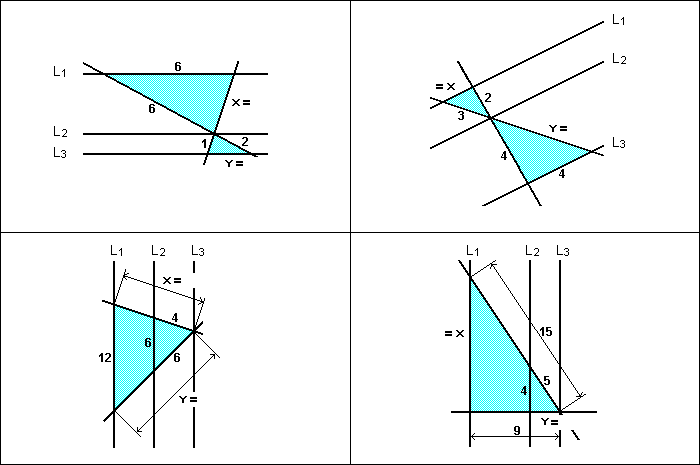 6
L1
6
X =
L2
1
2
L3
Y =
L1
L2
= X
2
3
Y =
L3
4
4
L1
L2
L3
X =
4
12
6
6
Y =
L1
L2
L3
= X
15
5
4
Y =
9